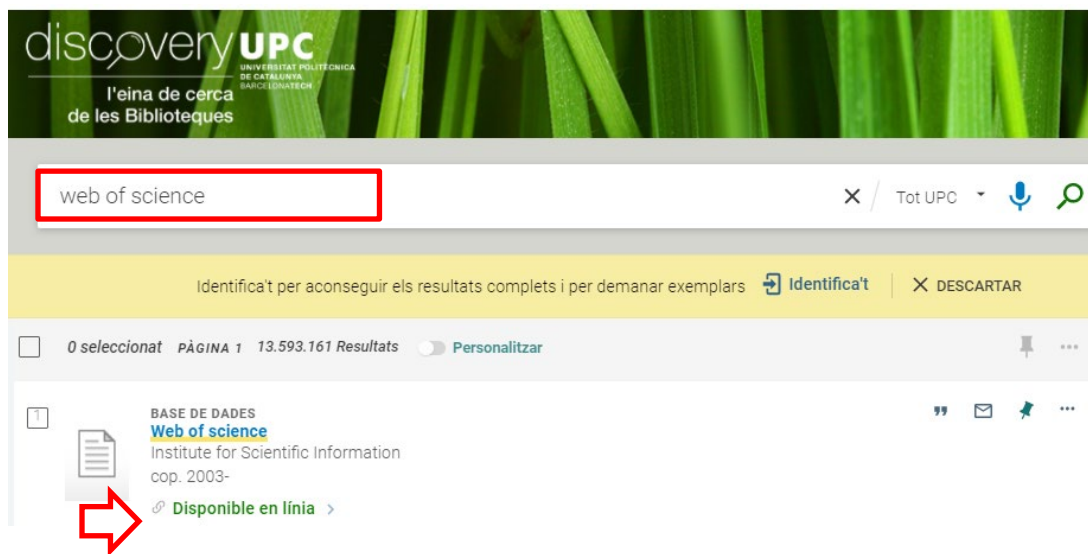 discovery UPC
UNIVERSITAT POLITÈCNICA
DE CATALUNYA
BARCELONATECH
l'eina de cerca
de les Biblioteques
web of science
Tot UPC
Identifica't per aconseguir els resultats complets i per demanar exemplars Identifica't DESCARTAR
0 seleccionat PÀGINA 1 13.593.161 Resultats Personalitzar
1
BASE DE DADES
Web of science
Institute for Scientific Information
cop. 2003-
Disponible en línia